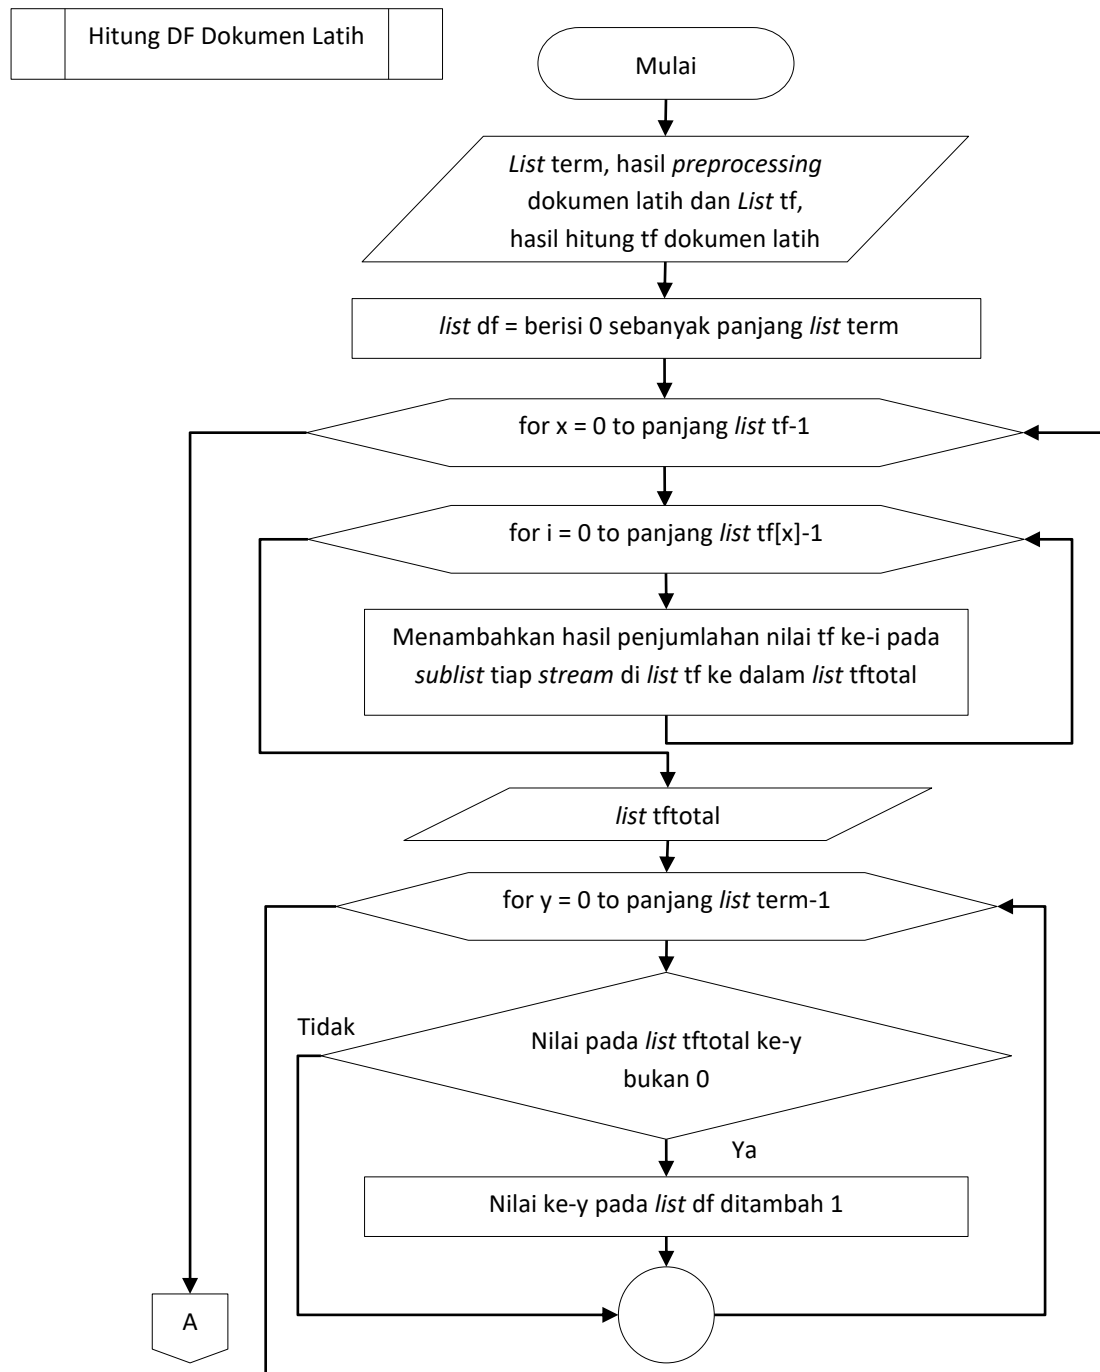 Hitung DF Dokumen Latih
Mulai
List term, hasil preprocessing
dokumen latih dan List tf,
hasil hitung tf dokumen latih
list df = berisi 0 sebanyak panjang list term
for x = 0 to panjang list tf-1
for i = 0 to panjang list tf[x]-1
Menambahkan hasil penjumlahan nilai tf ke-i pada
sublist tiap stream di list tf ke dalam list tftotal
list tftotal
for y = 0 to panjang list term-1
Tidak
Nilai pada list tftotal ke-y
bukan 0
Ya
Nilai ke-y pada list df ditambah 1
A